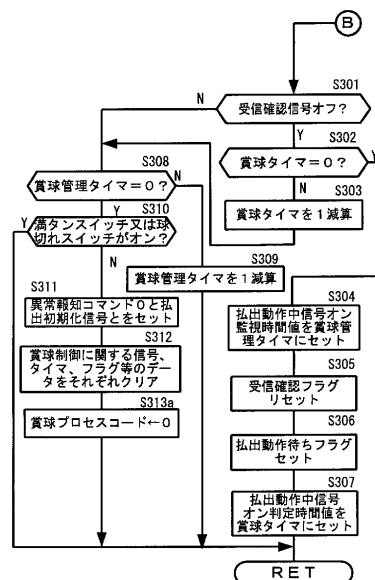 B
S301
N
受信確認信号オフ?
Y
S302
賞球タイマ=0?
Y
N
S303
賞球タイマを1減算
S308
賞球管理タイマ=0?
N
Y
S310
満タンスイッチ又は球
切れスイッチがオン?
Y
N
S309
賞球管理タイマを1減算
S311
異常報知コマンド0と払
出初期化信号とをセット
S312
賞球制御に関する信号、
タイマ、フラグ等のデー
タをそれぞれクリア
S313a
賞球プロセスコード←0
S304
払出動作中信号オン
監視時間値を賞球管
理タイマにセット
S305
受信確認フラグ
リセット
S306
払出動作待ちフラグ
セット
S307
払出動作中信号
オン判定時間値を
賞球タイマにセット
RET